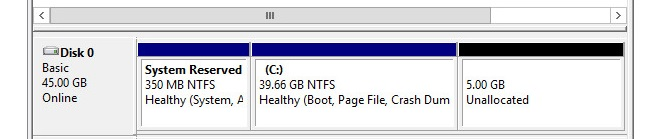 Disk 0
Basic
45.00 GB
Online
System Reserved
350 MB NTFS
Healthy (System, A
(C:)
39.66 GB NTFS
Healthy (Boot, Page File, Crash Dum
5.00 GB
Unallocated